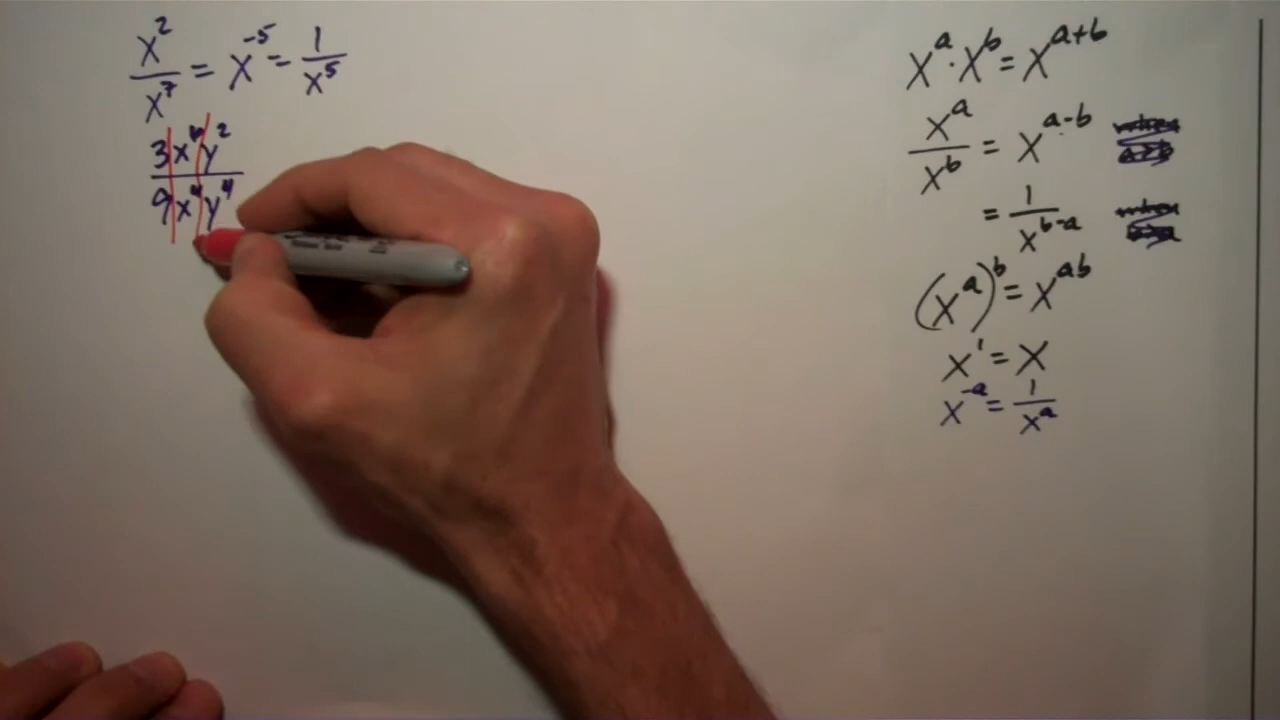 x²/x⁷ = x⁻⁵ = 1/x⁵
3x⁶y²/9x⁴y⁴
xᵃ · xᵇ = xᵃ⁺ᵇ
xᵃ/xᵇ = xᵃ⁻ᵇ
= 1/xᵇ⁻ᵃ
(xᵃ)ᵇ = xᵃᵇ
x¹ = x
x⁻ᵃ = 1/xᵃ